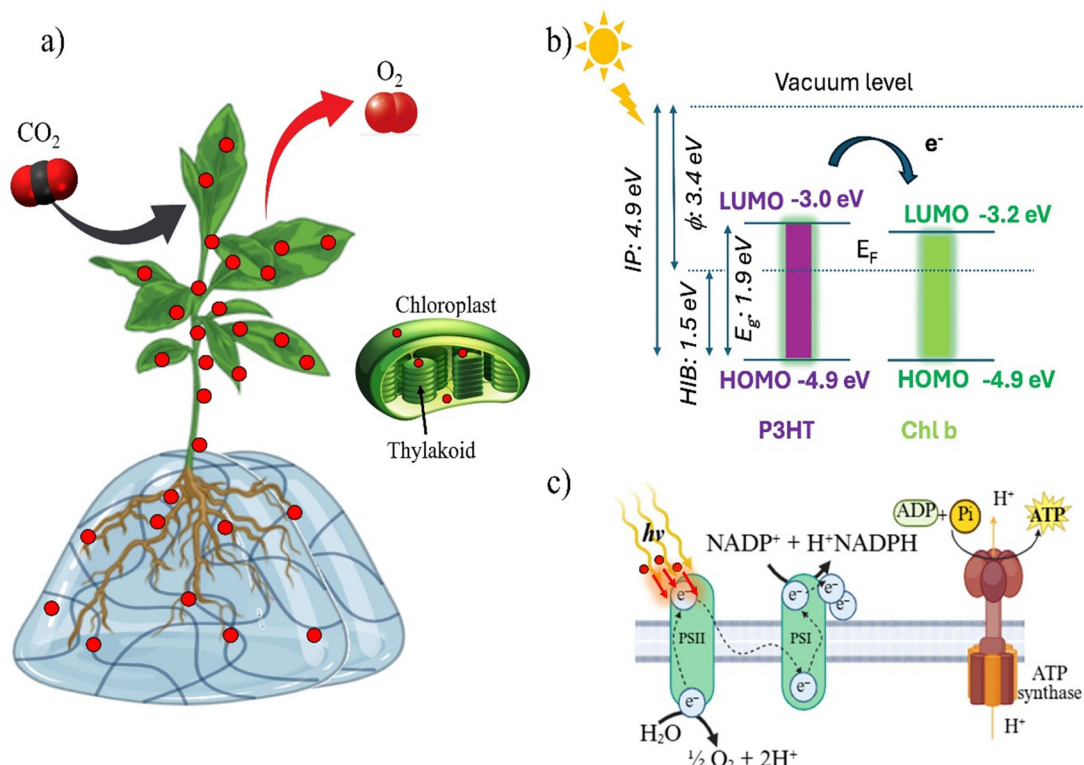 a)
CO2
O2
Chloroplast
Thylakoid
b)
Vacuum level
IP: 4.9 eV
ϕ: 3.4 eV
e-
LUMO -3.0 eV
LUMO -3.2 eV
EF
HIB: 1.5 eV
Eg: 1.9 eV
HOMO -4.9 eV
HOMO -4.9 eV
P3HT
Chl b
c)
hν
NADP+ + H+NADPH
ADP + Pi
H+
ATP
e-
e-
e-
e-
PSII
PSI
e-
e-
H2O
½ O2 + 2H+
ATP
synthase
H+